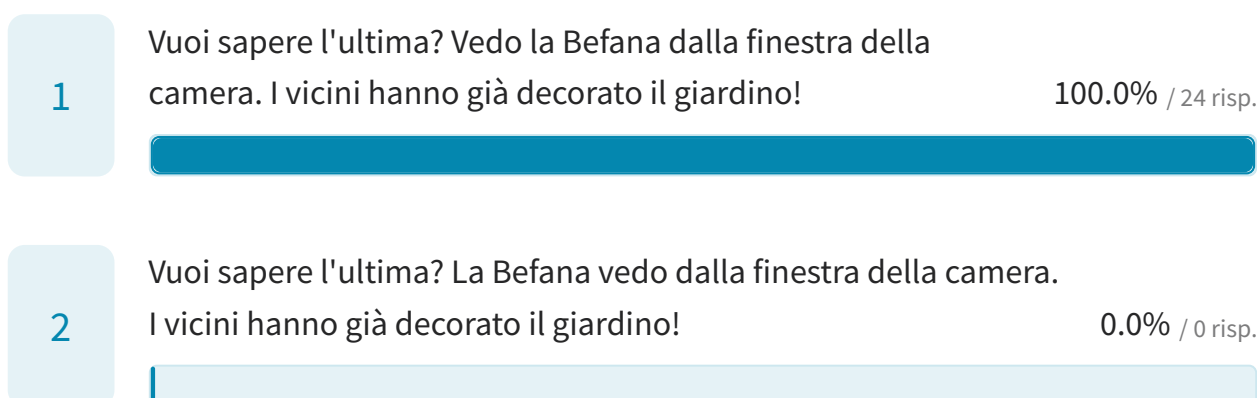 1
Vuoi sapere l'ultima? Vedo la Befana dalla finestra della
camera. I vicini hanno già decorato il giardino!
100.0% / 24 risp.
2
Vuoi sapere l'ultima? La Befana vedo dalla finestra della camera.
I vicini hanno già decorato il giardino!
0.0% / 0 risp.